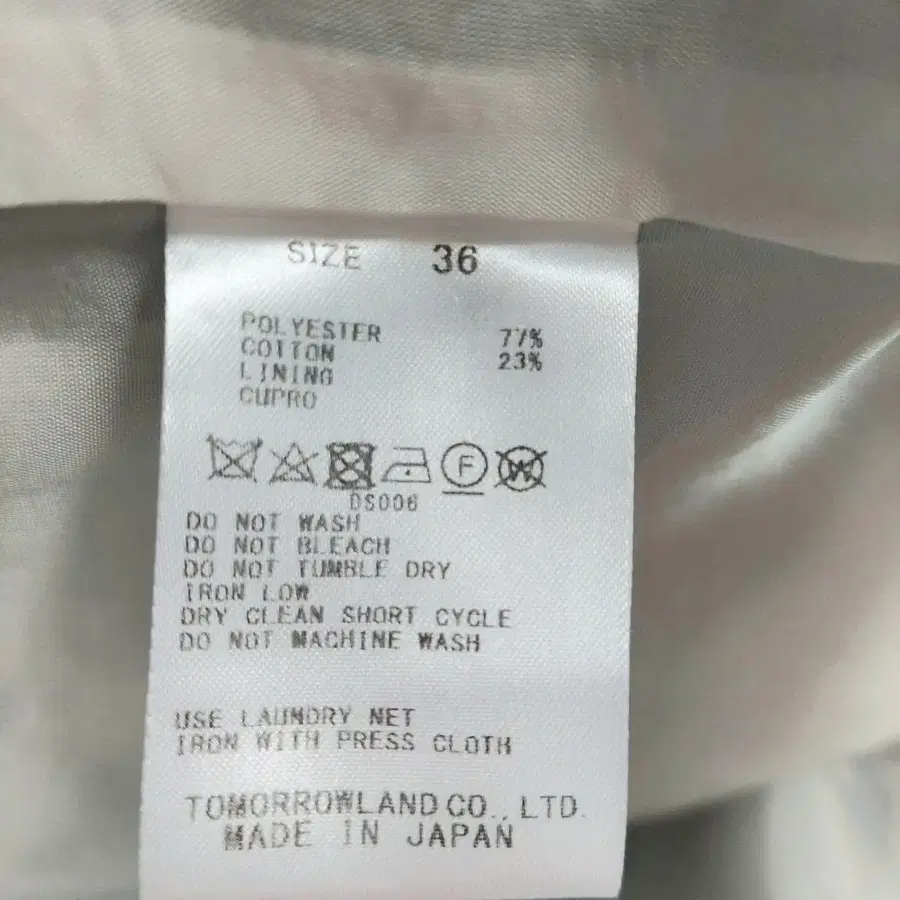 SIZE 36
POLYESTER 77%
COTTON 23%
LINING
CUPRO
F W
DS006
DO NOT WASH
DO NOT BLEACH
DO NOT TUMBLE DRY
IRON LOW
DRY CLEAN SHORT CYCLE
DO NOT MACHINE WASH
USE LAUNDRY NET
IRON WITH PRESS CLOTH
TOMORROWLAND CO., LTD.
MADE IN JAPAN